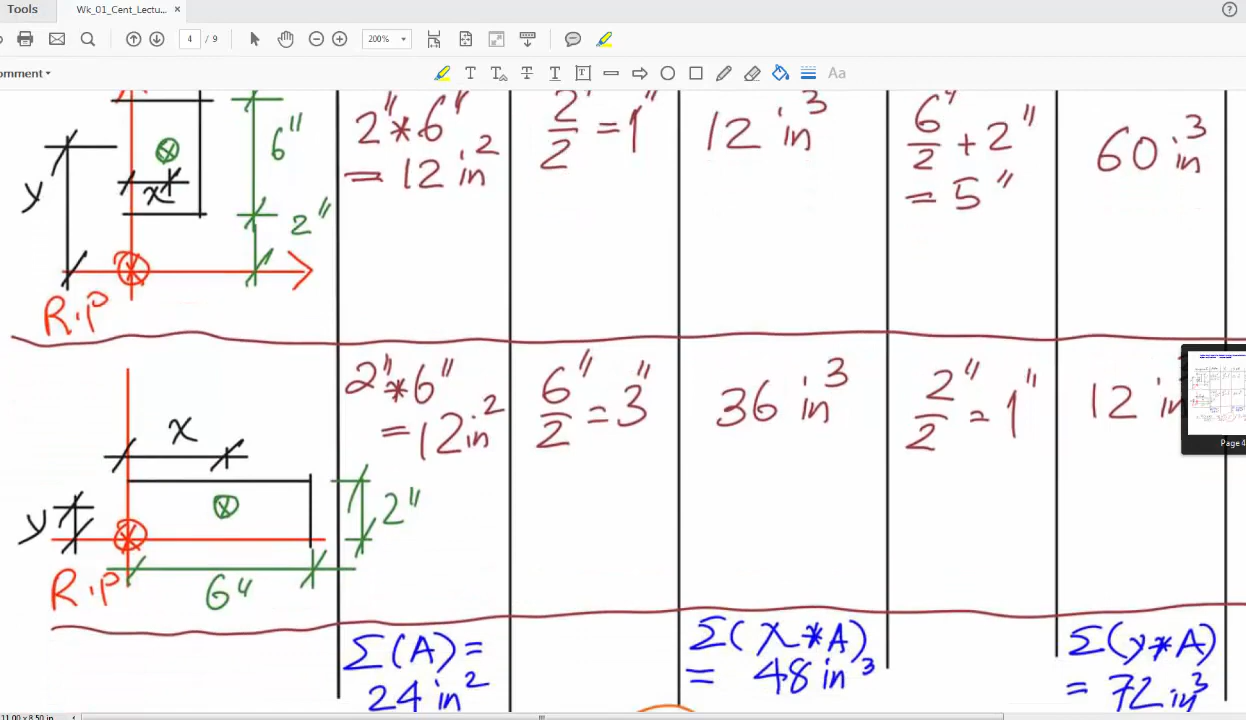 Tools
Wk_01_Cent_Lectu... ×
4 / 9
200%
omment
Aa
2" * 6"
= 12 in²
2/2 = 1"
12 in³
6"/2 + 2"
= 5"
60 in³
6"
y
x
2"
R.P
2" * 6"
= 12 in²
6"/2 = 3"
36 in³
2"/2 = 1"
12 in
x
y
2"
R.P
6"
Page 4
Σ(A) =
24 in²
Σ(x*A)
= 48 in³
Σ(y*A)
= 72 in³
11.00 x 8.50 in